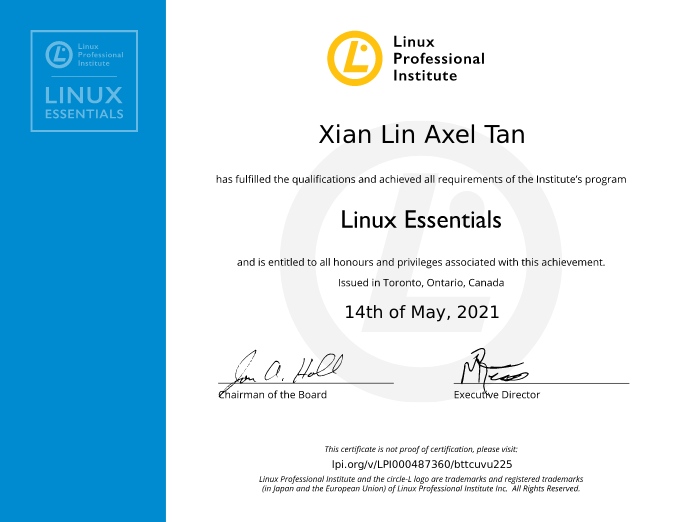 Linux
Professional
Institute
LINUX
ESSENTIALS
Linux
Professional
Institute
Xian Lin Axel Tan
has fulfilled the qualifications and achieved all requirements of the Institute's program
Linux Essentials
and is entitled to all honours and privileges associated with this achievement.
Issued in Toronto, Ontario, Canada
14th of May, 2021
Chairman of the Board
Executive Director
This certificate is not proof of certification, please visit:
lpi.org/v/LPI000487360/bttcuvu225
Linux Professional Institute and the circle-L logo are trademarks and registered trademarks
(in Japan and the European Union) of Linux Professional Institute Inc. All Rights Reserved.